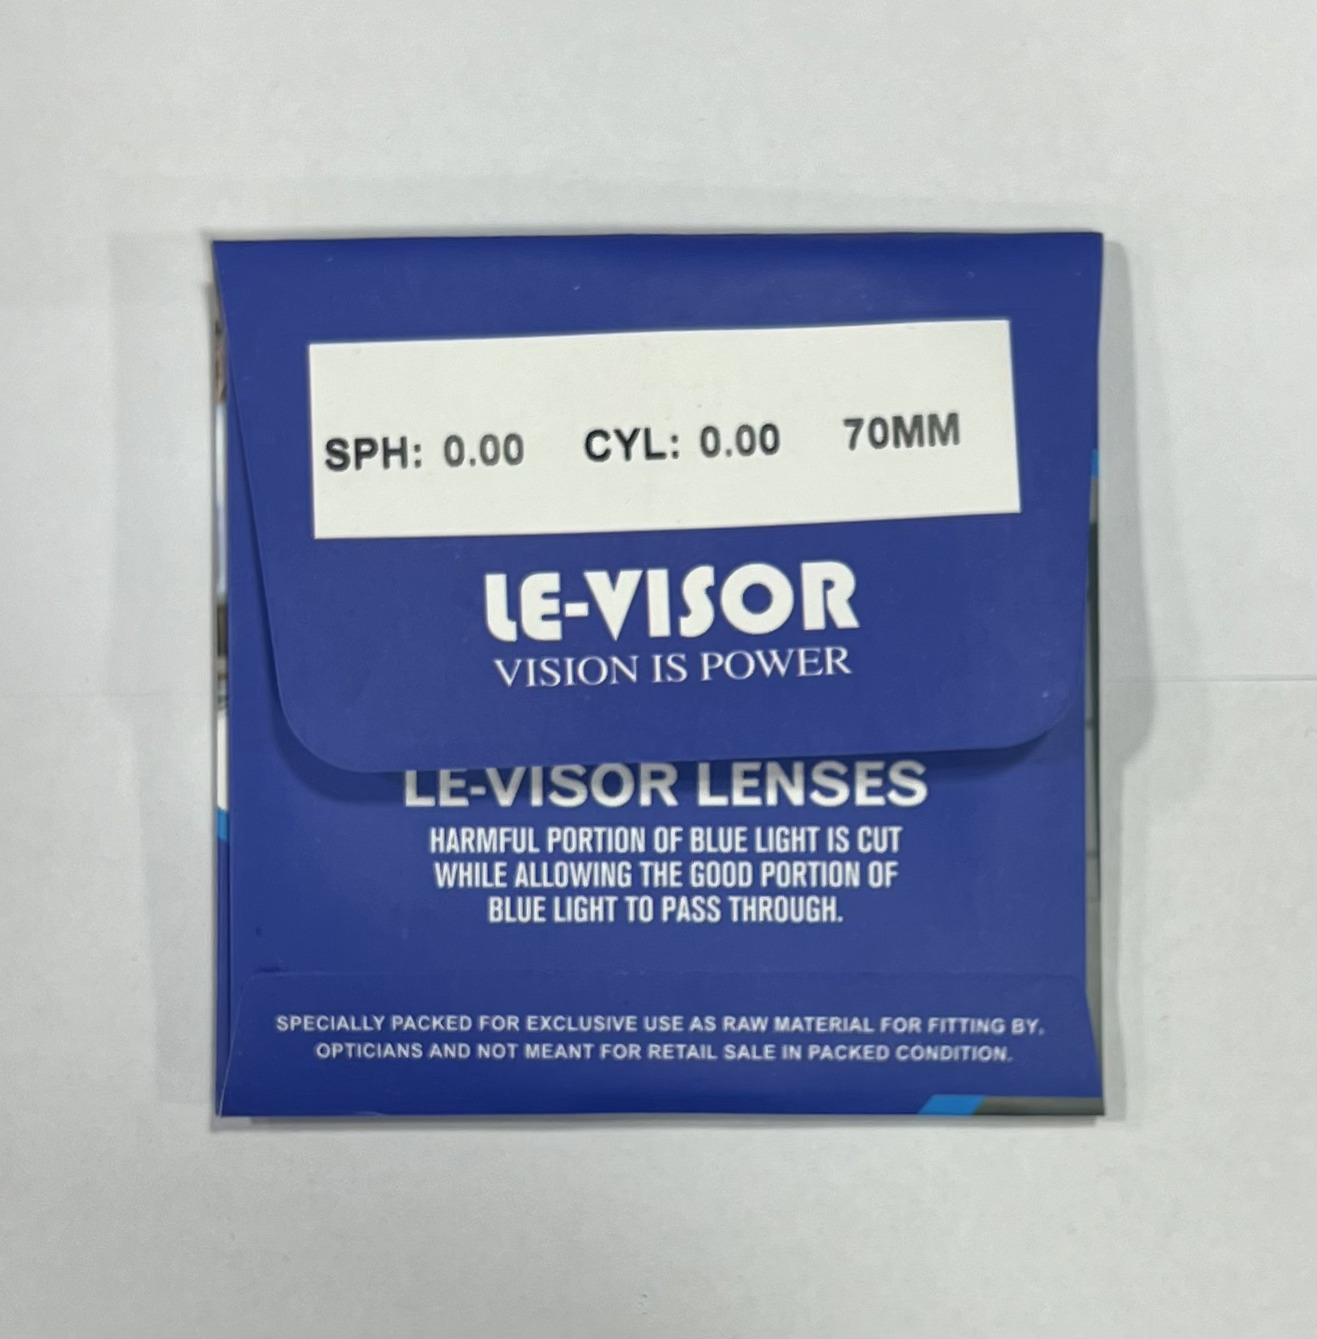 SPH: 0.00 CYL: 0.00 70MM
LE-VISOR
VISION IS POWER
LE-VISOR LENSES
HARMFUL PORTION OF BLUE LIGHT IS CUT
WHILE ALLOWING THE GOOD PORTION OF
BLUE LIGHT TO PASS THROUGH.
SPECIALLY PACKED FOR EXCLUSIVE USE AS RAW MATERIAL FOR FITTING BY.
OPTICIANS AND NOT MEANT FOR RETAIL SALE IN PACKED CONDITION.